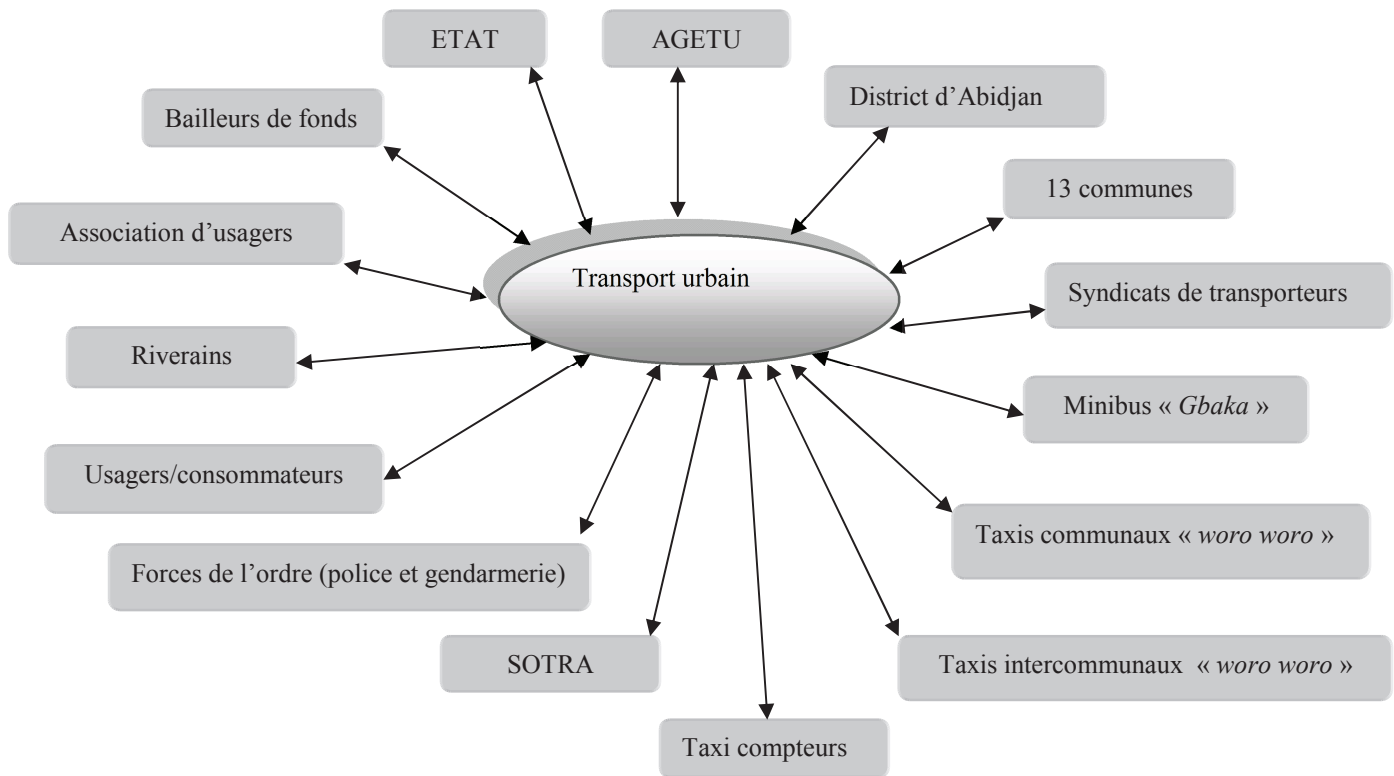 ETAT
AGETU
District d’Abidjan
Bailleurs de fonds
13 communes
Association d’usagers
Transport urbain
Syndicats de transporteurs
Riverains
Minibus « Gbaka »
Usagers/consommateurs
Taxis communaux « woro woro »
Forces de l’ordre (police et gendarmerie)
SOTRA
Taxis intercommunaux « woro woro »
Taxi compteurs